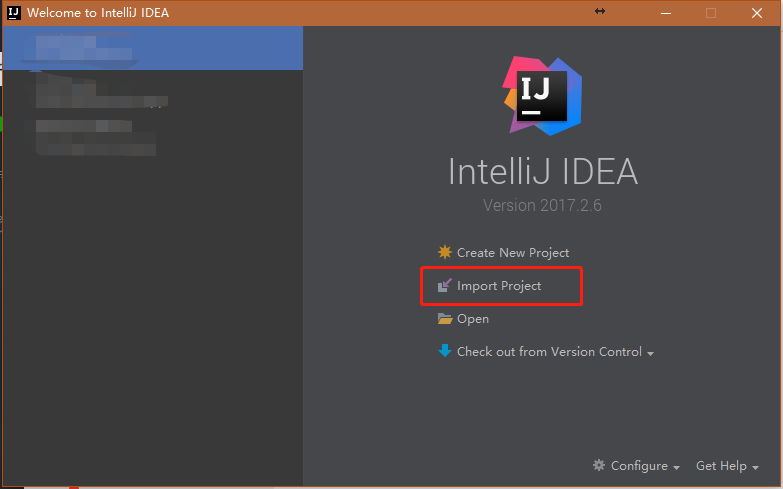 Welcome to IntelliJ IDEA
IJ
IntelliJ IDEA
Version 2017.2.6
Create New Project
Import Project
Open
Check out from Version Control
Configure
Get Help